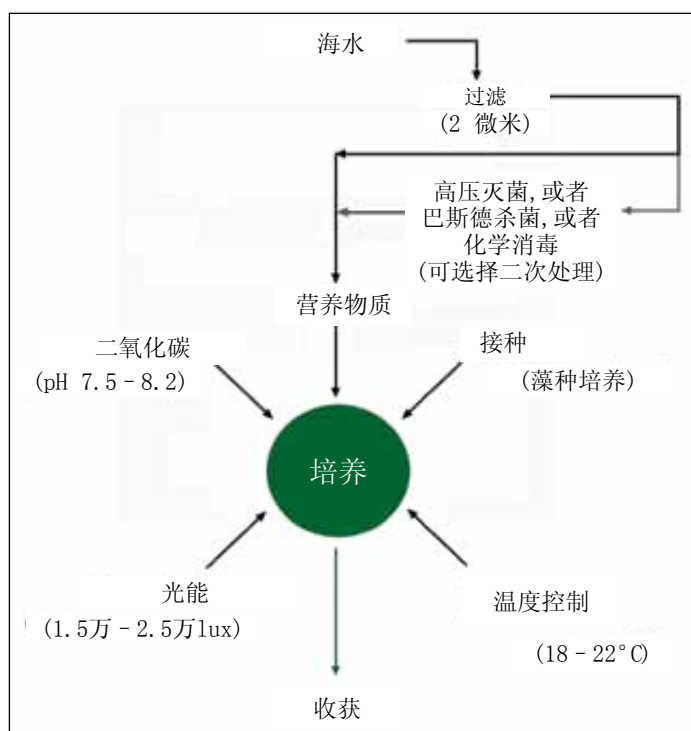 海水
过滤
(2 微米)
高压灭菌,或者
巴斯德杀菌,或者
化学消毒
(可选择二次处理)
营养物质
二氧化碳
(pH 7.5–8.2)
接种
(藻种培养)
培养
光能
(1.5万–2.5万lux)
温度控制
(18–22°C)
收获